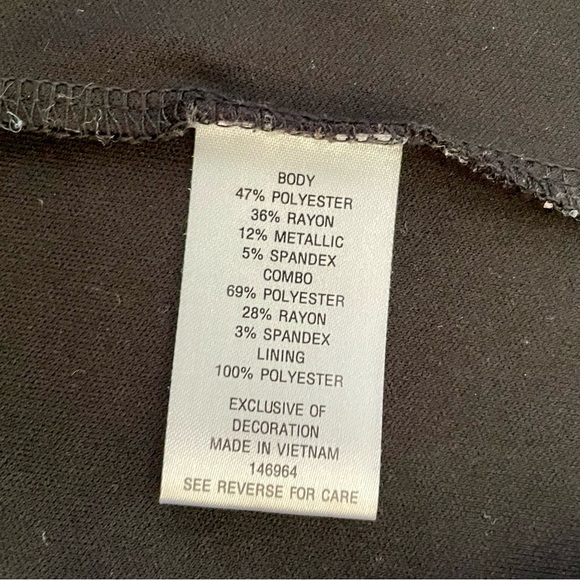 BODY
47% POLYESTER
36% RAYON
12% METALLIC
5% SPANDEX
COMBO
69% POLYESTER
28% RAYON
3% SPANDEX
LINING
100% POLYESTER
EXCLUSIVE OF
DECORATION
MADE IN VIETNAM
146964
SEE REVERSE FOR CARE